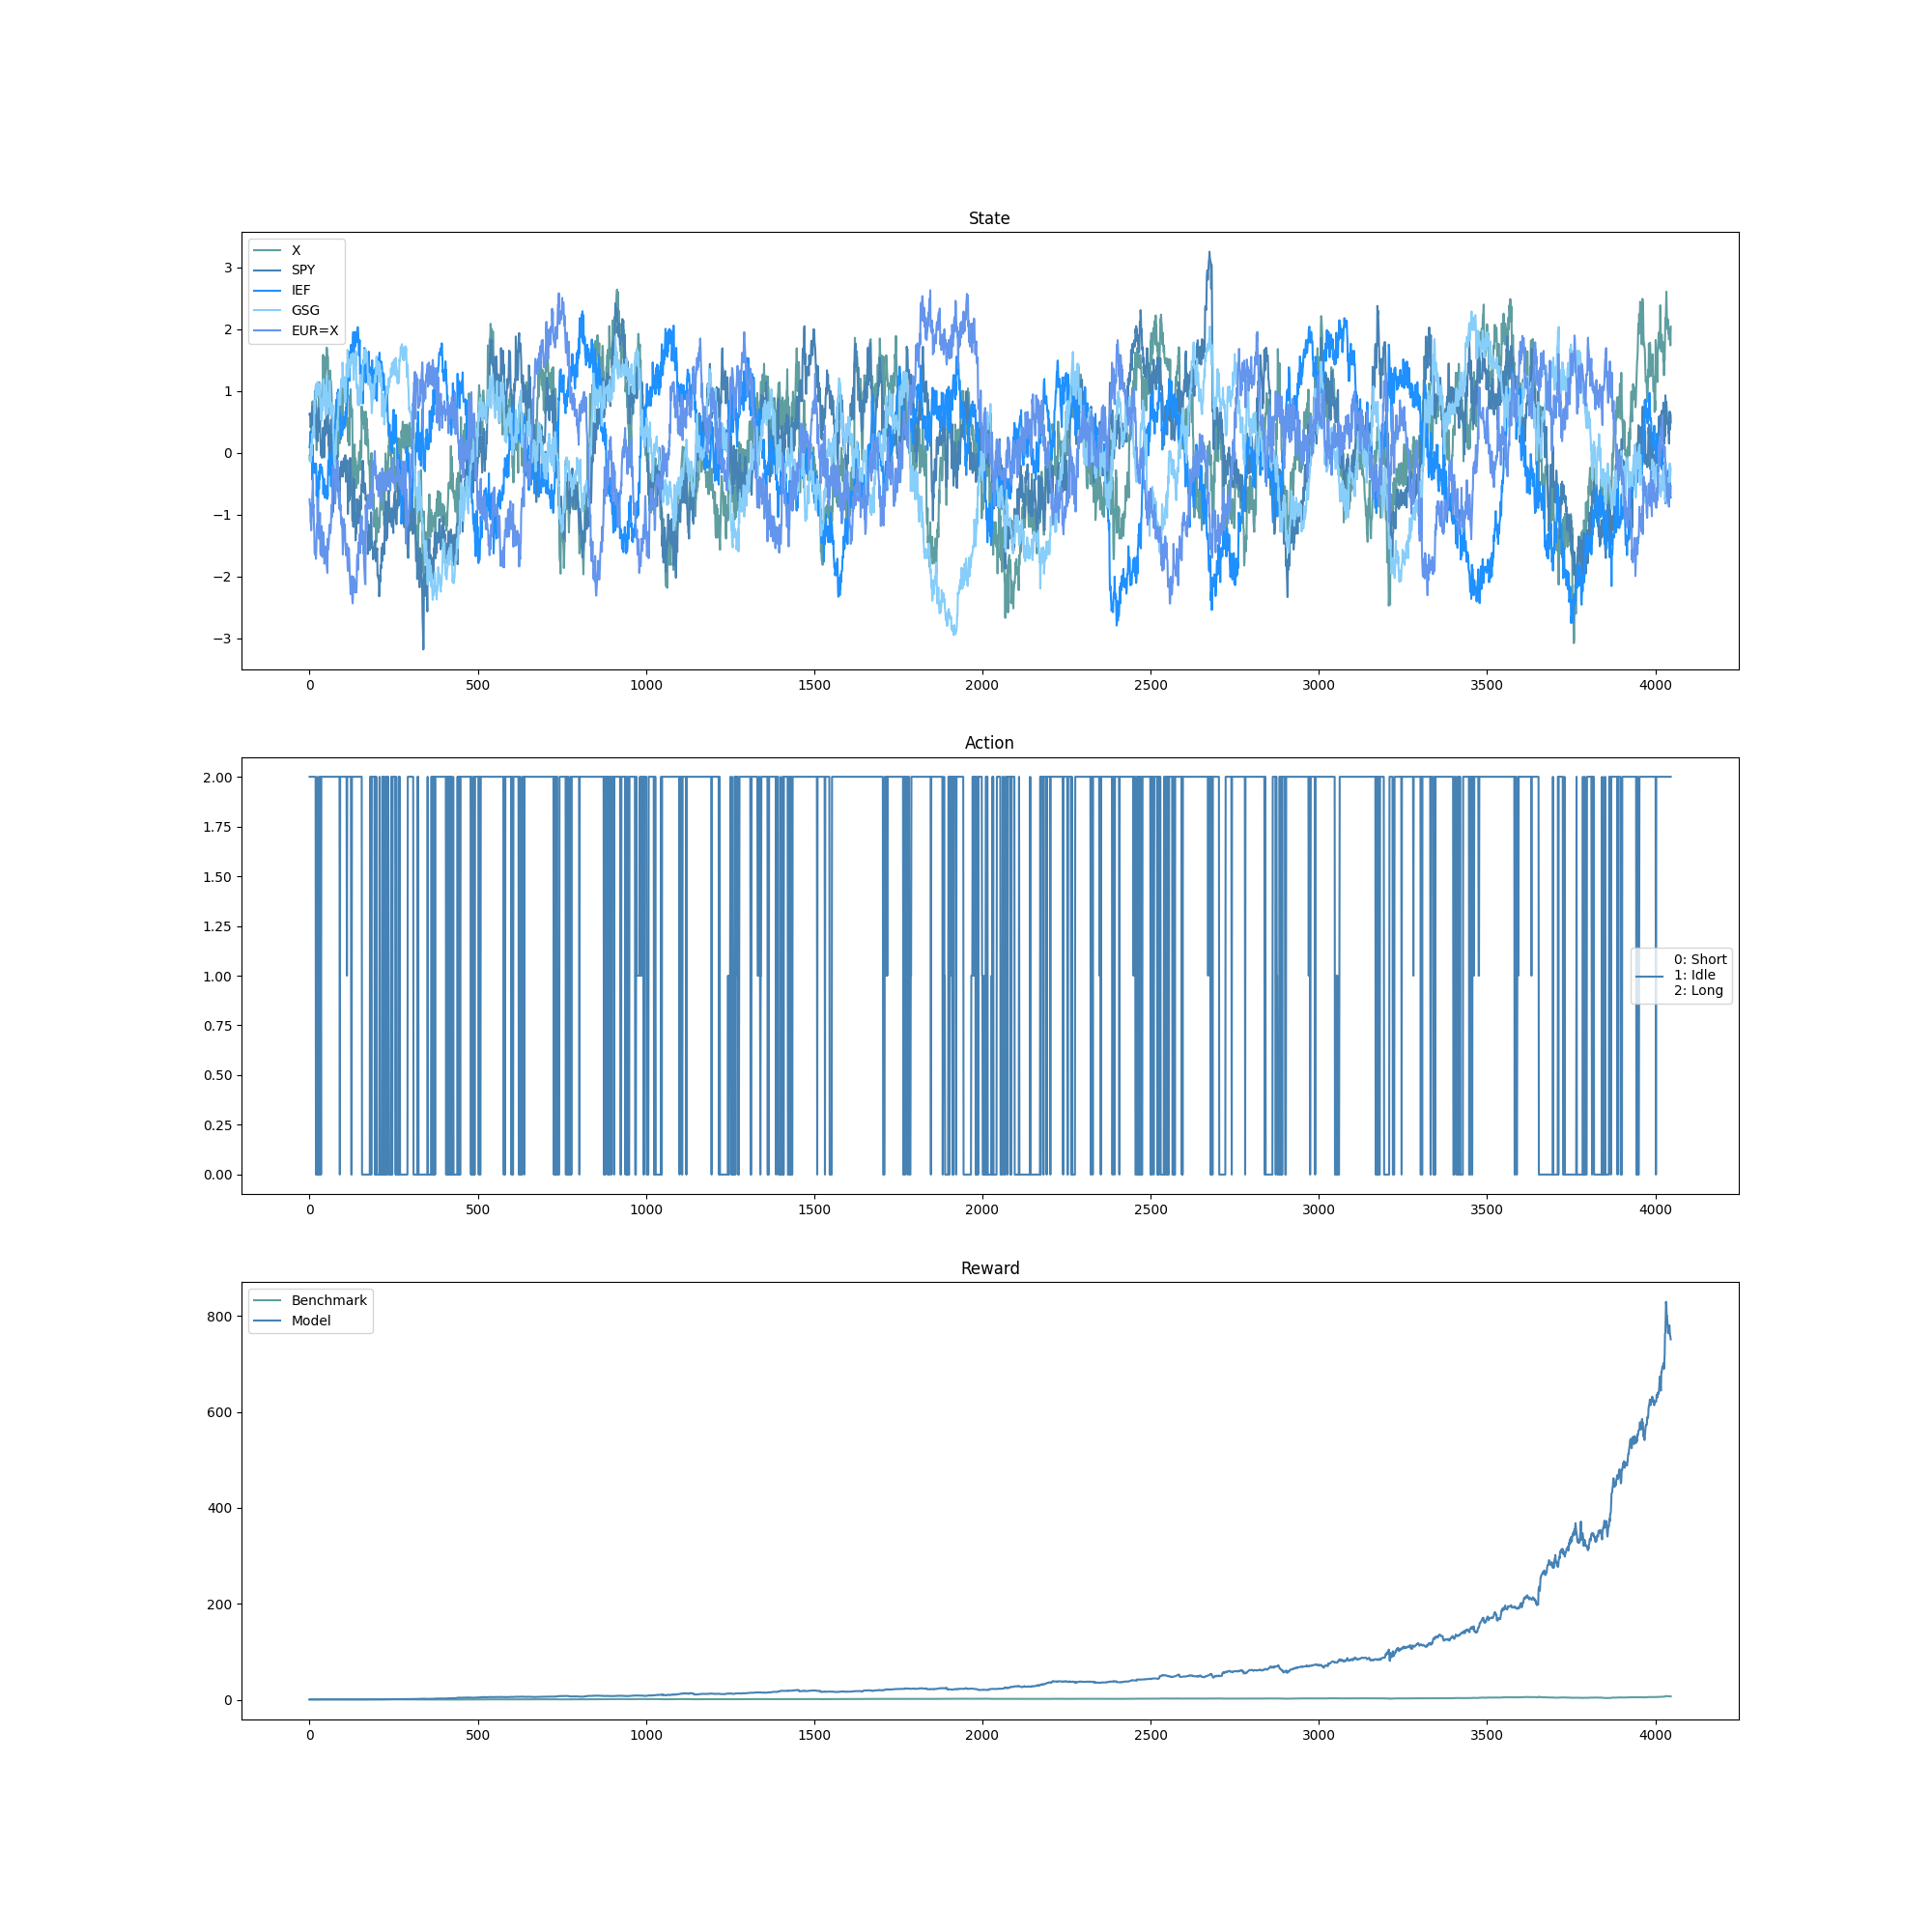 State
3
2
1
0
−1
−2
−3
X
SPY
IEF
GSG
EUR=X
0 500 1000 1500 2000 2500 3000 3500 4000
Action
2.00
1.75
1.50
1.25
1.00
0.75
0.50
0.25
0.00
0: Short
1: Idle
2: Long
0 500 1000 1500 2000 2500 3000 3500 4000
Reward
800
600
400
200
0
Benchmark
Model
0 500 1000 1500 2000 2500 3000 3500 4000